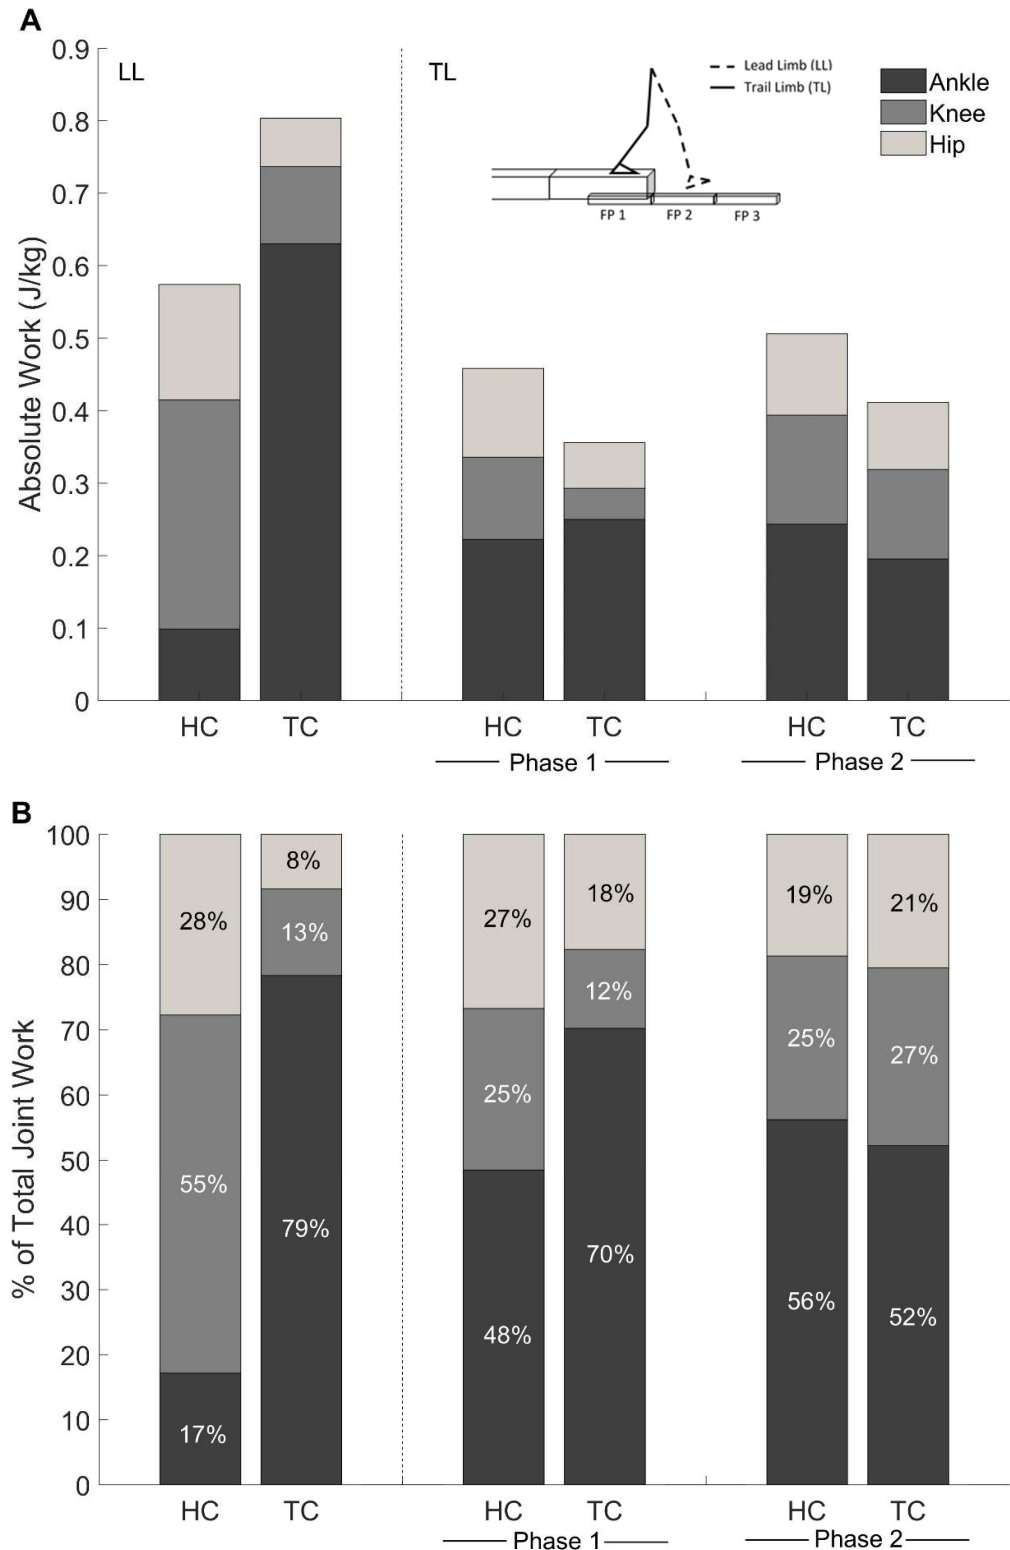 A
LL
TL
Lead Limb (LL)
Trail Limb (TL)
Ankle
Knee
Hip
FP 1 FP 2 FP 3
Absolute Work (J/kg)
0.9
0.8
0.7
0.6
0.5
0.4
0.3
0.2
0.1
0
HC TC HC TC HC TC
Phase 1 Phase 2
B
% of Total Joint Work
100
90
80
70
60
50
40
30
20
10
0
28% 8% 27% 18% 19% 21%
55% 13% 25% 12% 25% 27%
17% 79% 48% 70% 56% 52%
HC TC HC TC HC TC
Phase 1 Phase 2